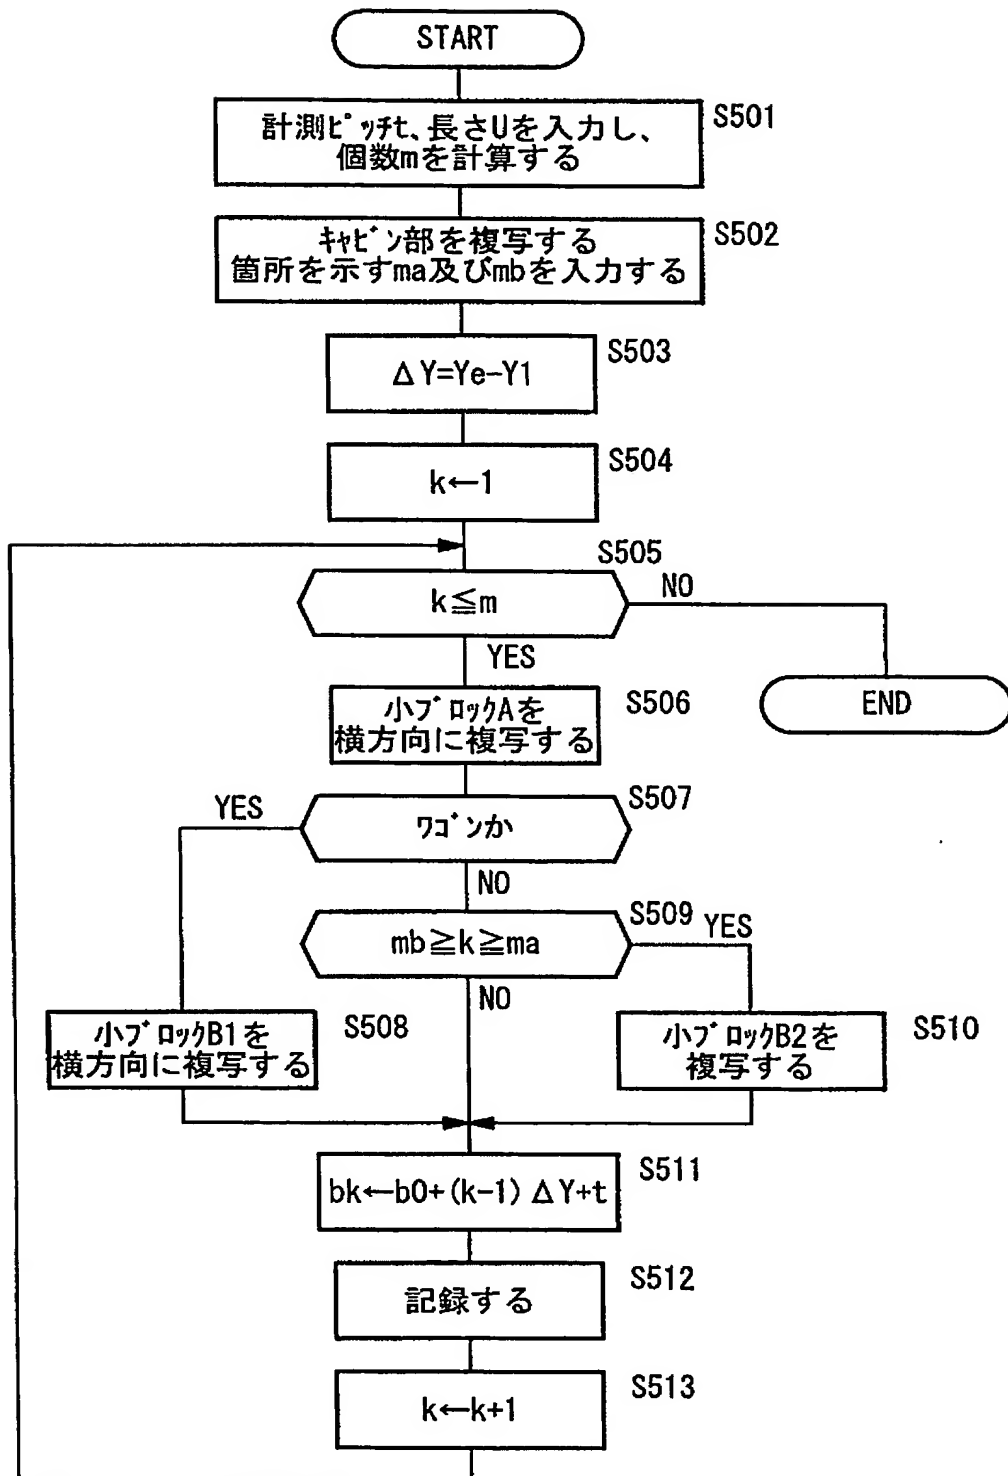 START
S501
計測ピッチt、長さUを入力し、
個数mを計算する
S502
キャビン部を複写する
箇所を示すma及びmbを入力する
S503
ΔY=Ye-Y1
S504
k←1
S505
k≦m
NO
YES
END
S506
小ブロックAを
横方向に複写する
S507
YES
ワゴンか
NO
S509
mb≧k≧ma
YES
NO
小ブロックB1を
横方向に複写する
S508
小ブロックB2を
複写する
S510
S511
bk←b0+(k-1)ΔY+t
S512
記録する
S513
k←k+1